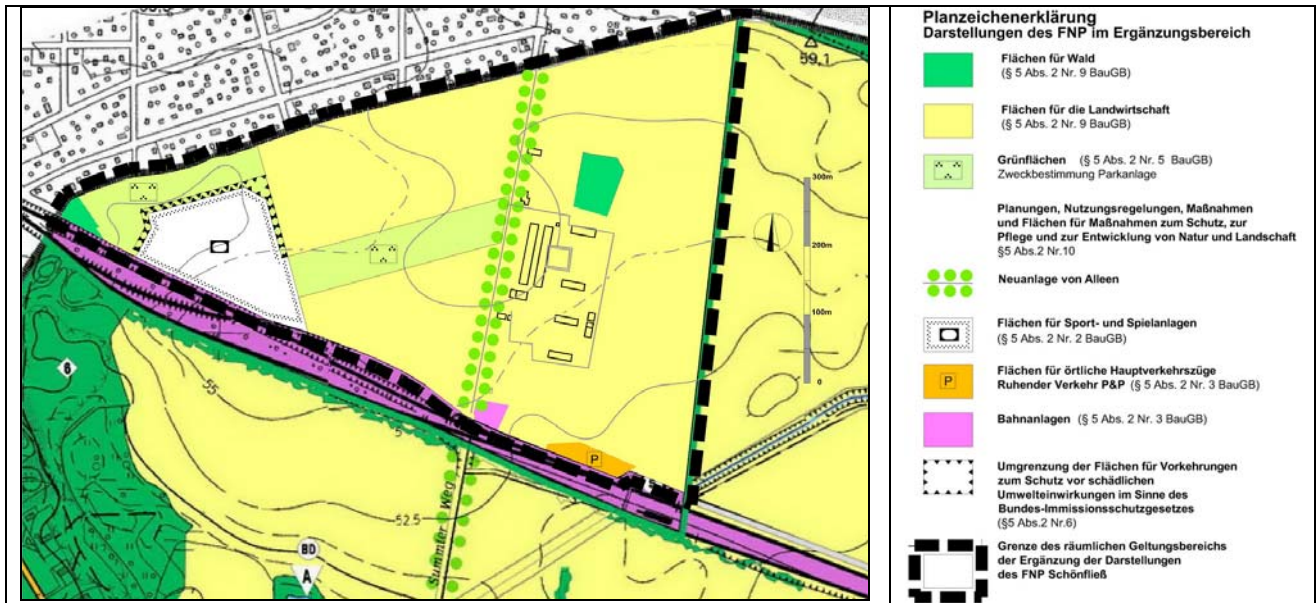 59,1
300m
200m
100m
0
6
55
5
52.5
P
Summter Weg
BD
A
Planzeichenerklärung
Darstellungen des FNP im Ergänzungsbereich
Flächen für Wald
(§ 5 Abs. 2 Nr. 9 BauGB)
Flächen für die Landwirtschaft
(§ 5 Abs. 2 Nr. 9 BauGB)
Grünflächen (§ 5 Abs. 2 Nr. 5 BauGB)
Zweckbestimmung Parkanlage
Planungen, Nutzungsregelungen, Maßnahmen
und Flächen für Maßnahmen zum Schutz, zur
Pflege und zur Entwicklung von Natur und Landschaft
§5 Abs.2 Nr.10
Neuanlage von Alleen
Flächen für Sport- und Spielanlagen
(§ 5 Abs. 2 Nr. 2 BauGB)
P
Flächen für örtliche Hauptverkehrszüge
Ruhender Verkehr P&P (§ 5 Abs. 2 Nr. 3 BauGB)
Bahnanlagen (§ 5 Abs. 2 Nr. 3 BauGB)
Umgrenzung der Flächen für Vorkehrungen
zum Schutz vor schädlichen
Umwelteinwirkungen im Sinne des
Bundes-Immissionsschutzgesetzes
(§5 Abs.2 Nr.6)
Grenze des räumlichen Geltungsbereichs
der Ergänzung der Darstellungen
des FNP Schönfließ